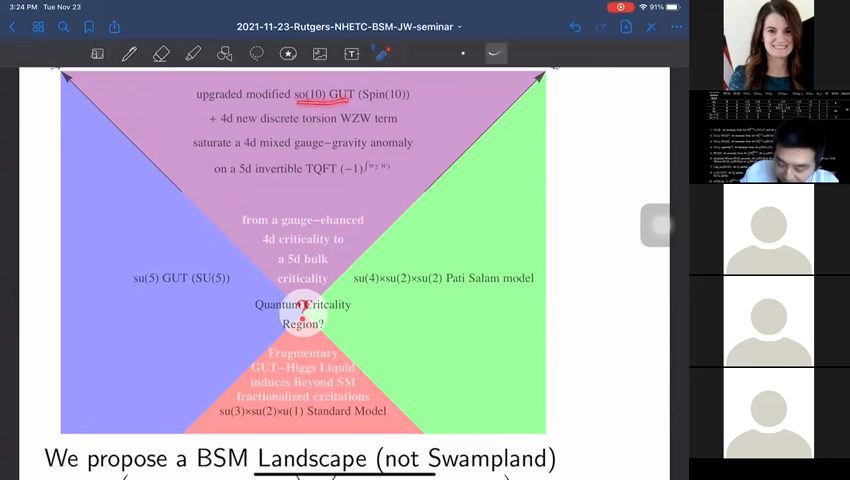 3:24 PM Tue Nov 23
91%
2021-11-23-Rutgers-NHETC-BSM-JW-seminar
upgraded modified so(10) GUT (Spin(10))
+ 4d new discrete torsion WZW term
saturate a 4d mixed gauge−gravity anomaly
on a 5d invertible TQFT (−1)^∫w₂ w₃
from a gauge−ehanced
4d criticality to
a 5d bulk
criticality
su(5) GUT (SU(5))
su(4)×su(2)×su(2) Pati Salam model
Quantum Critcality
Region?
?
Fragmentary
GUT−Higgs Liquid
induces Beyond SM
fractionalized excitations
su(3)×su(2)×u(1) Standard Model
We propose a BSM Landscape (not Swampland)